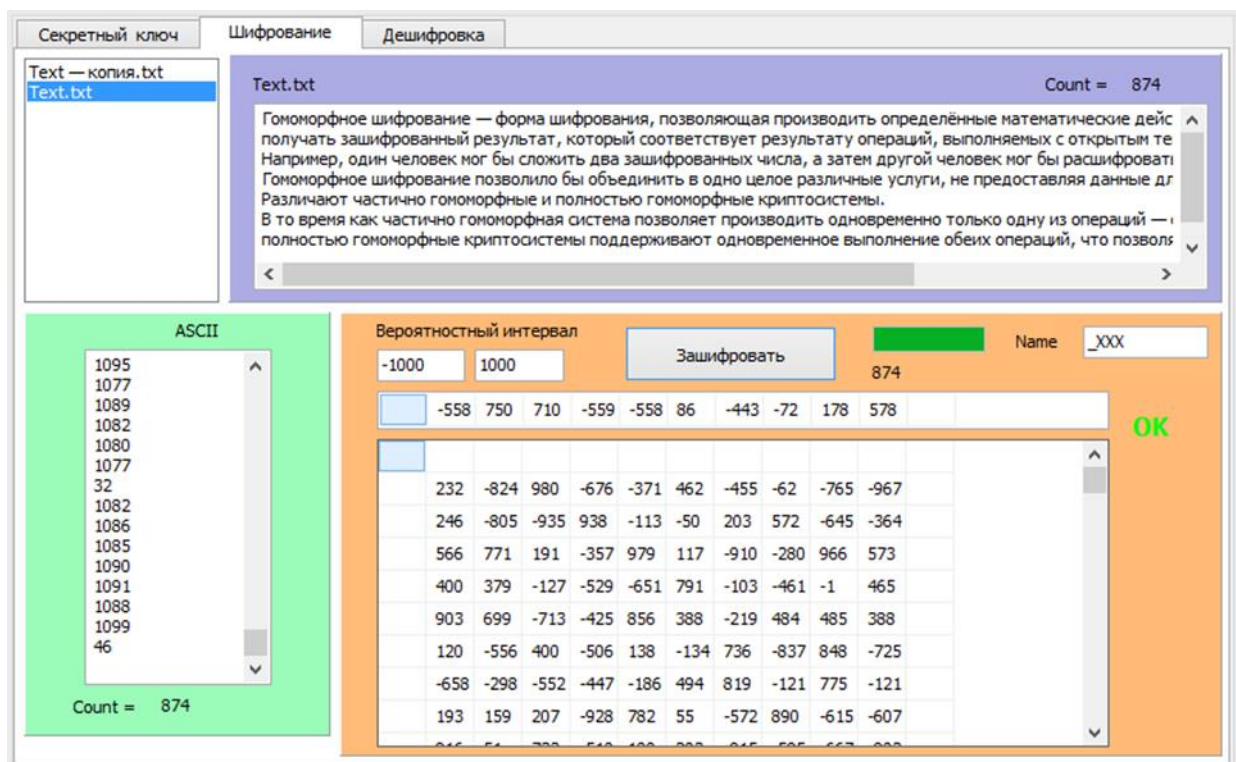 Секретный ключ Шифрование Дешифровка
Text — копия.txt
Text.txt
Text.txt Count = 874
Гомоморфное шифрование — форма шифрования, позволяющая производить определённые математические дейс
получать зашифрованный результат, который соответствует результату операций, выполняемых с открытым те
Например, один человек мог бы сложить два зашифрованных числа, а затем другой человек мог бы расшифровать
Гомоморфное шифрование позволило бы объединить в одно целое различные услуги, не предоставляя данные дл
Различают частично гомоморфные и полностью гомоморфные криптосистемы.
В то время как частично гомоморфная система позволяет производить одновременно только одну из операций —
полностью гомоморфные криптосистемы поддерживают одновременное выполнение обеих операций, что позволя
ASCII
1095
1077
1089
1082
1080
1077
32
1082
1086
1085
1090
1091
1088
1099
46
Count = 874
Вероятностный интервал
-1000 1000
Зашифровать
874
Name _XXX
-558 750 710 -559 -558 86 -443 -72 178 578
OK
232 -824 980 -676 -371 462 -455 -62 -765 -967
246 -805 -935 938 -113 -50 203 572 -645 -364
566 771 191 -357 979 117 -910 -280 966 573
400 379 -127 -529 -651 791 -103 -461 -1 465
903 699 -713 -425 856 388 -219 484 485 388
120 -556 400 -506 138 -134 736 -837 848 -725
-658 -298 -552 -447 -186 494 819 -121 775 -121
193 159 207 -928 782 55 -572 890 -615 -607